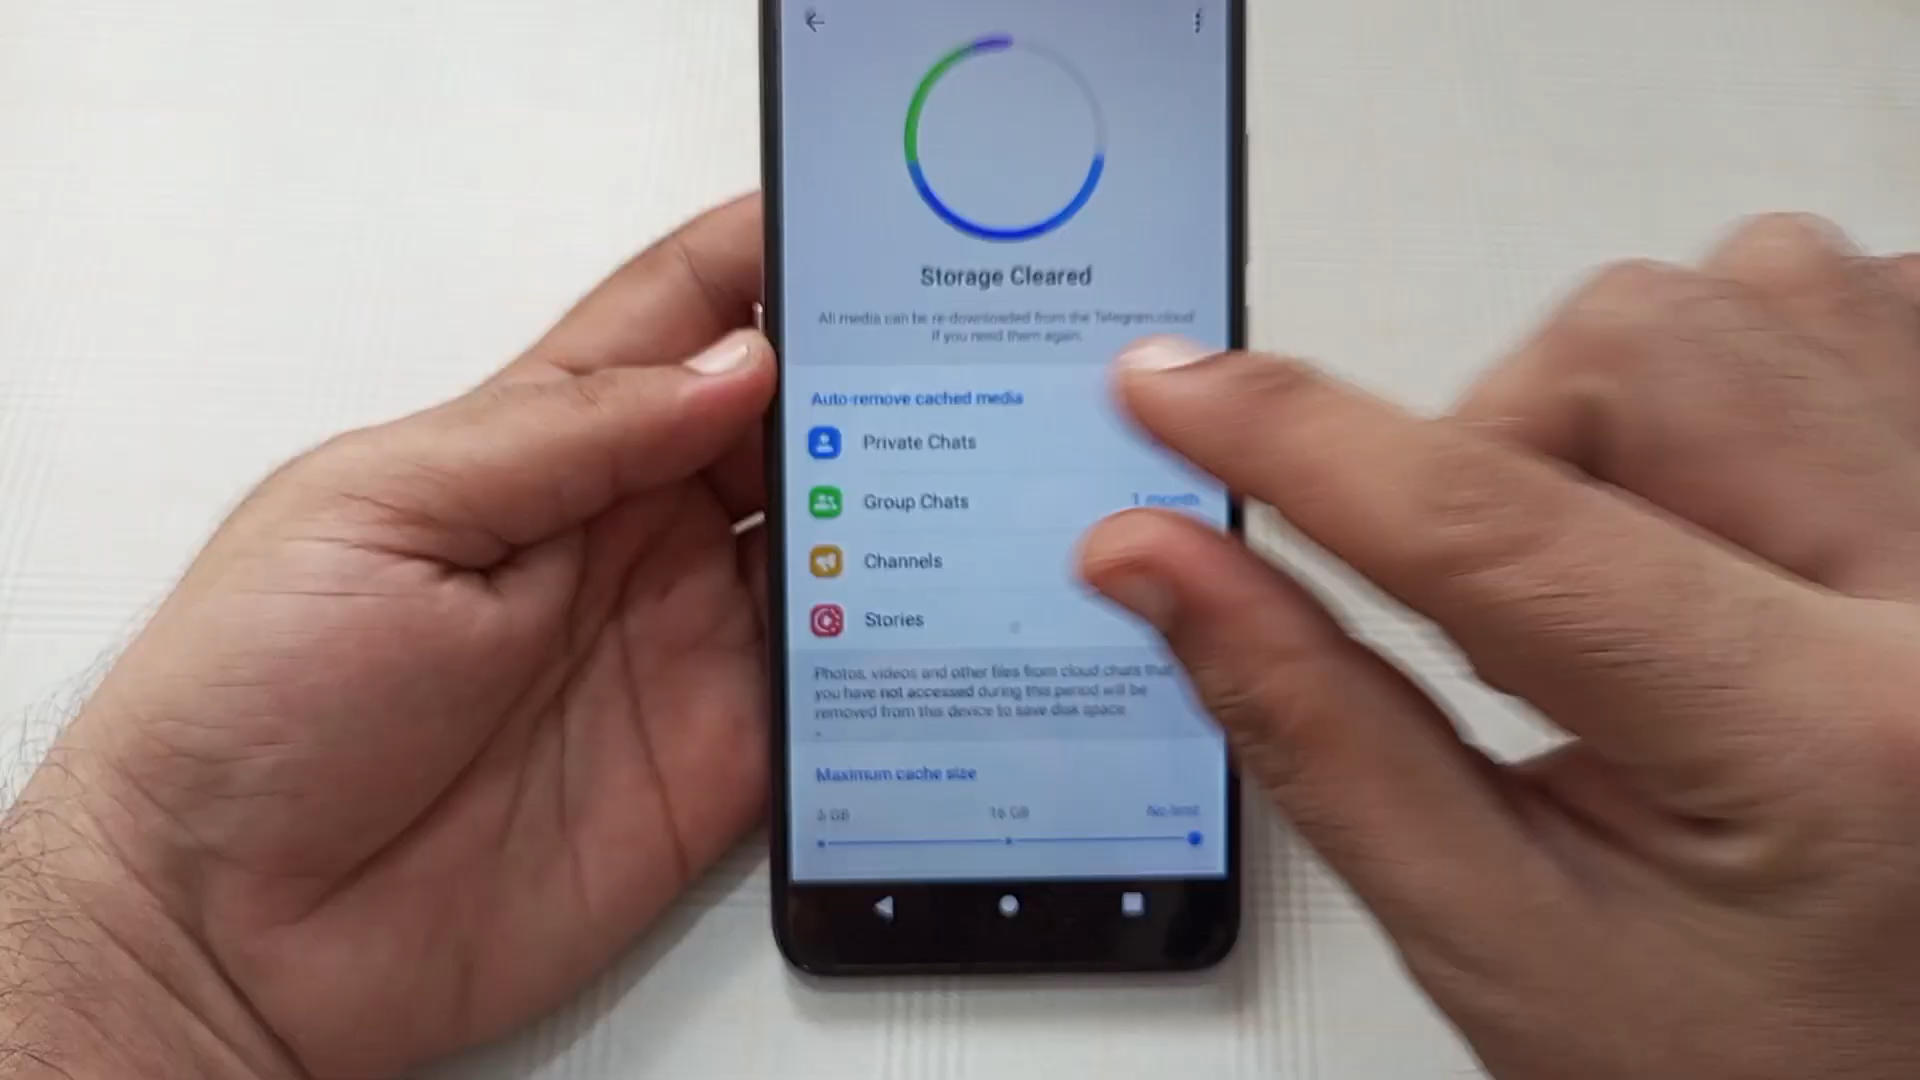 Storage Cleared
All media can be re-downloaded from the Telegram cloud
if you need them again.
Auto-remove cached media
Private Chats
Group Chats 1 month
Channels
Stories
Photos, videos and other files from cloud chats that
you have not accessed during this period will be
removed from this device to save disk space.
Maximum cache size
GB 16 GB No limit